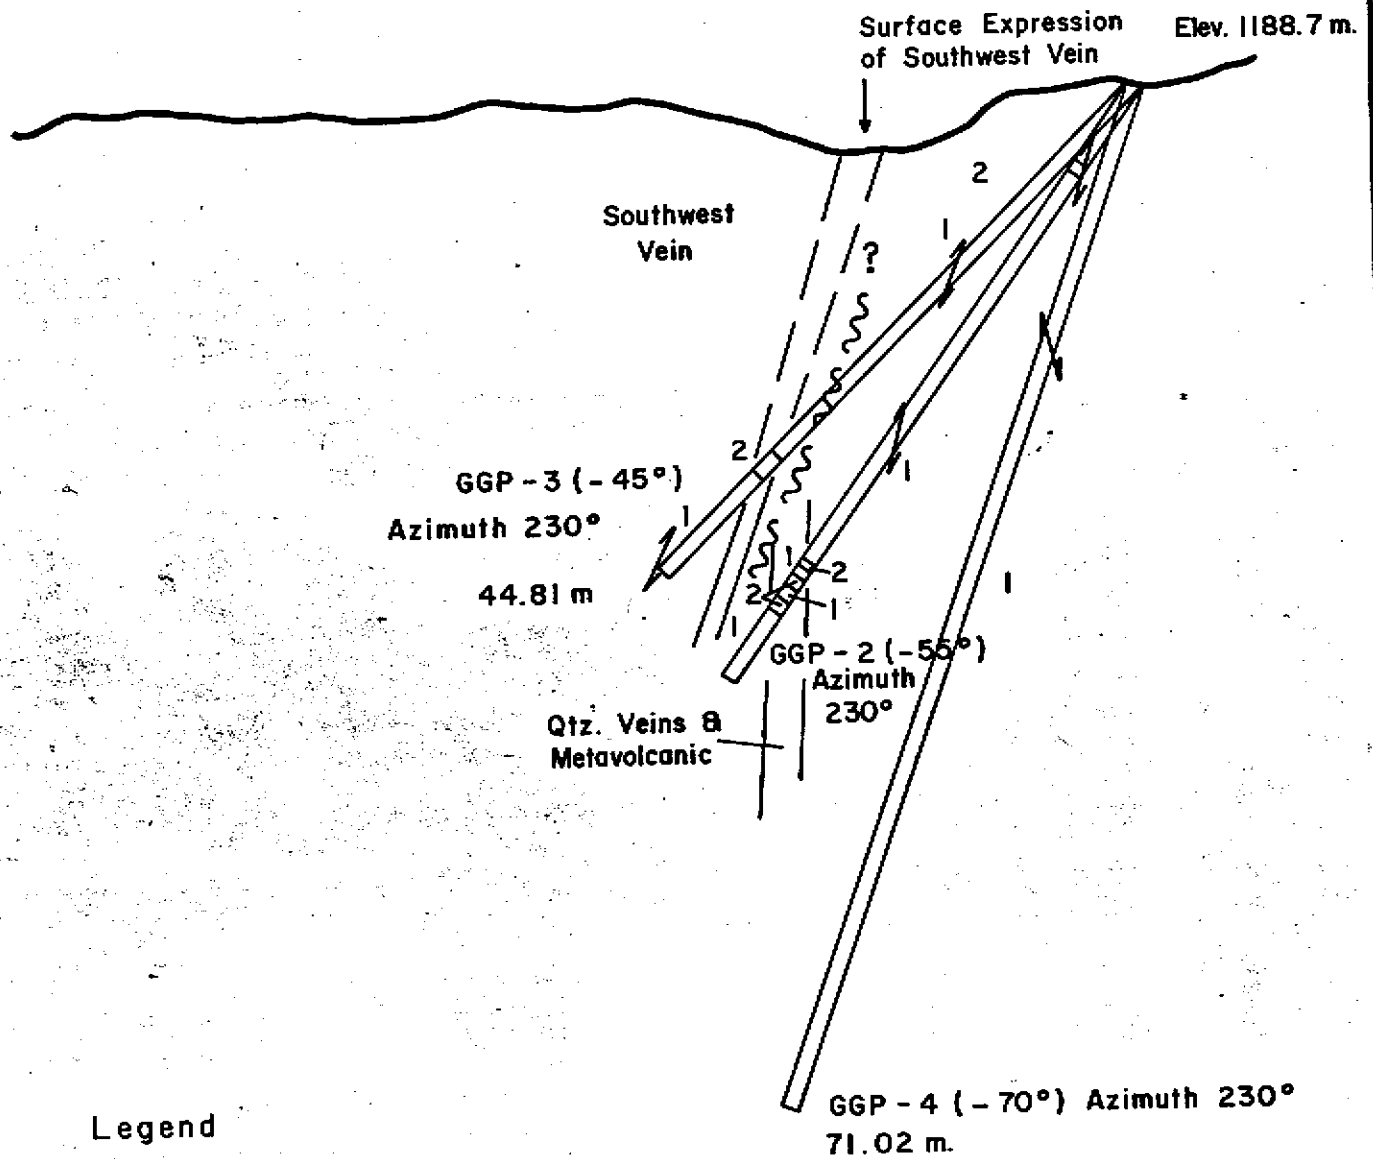 Surface Expression
of Southwest Vein
Elev. 1188.7 m.
2
Southwest
Vein
1
?
2
GGP-3 (-45°)
1
Azimuth 230°
44.81 m
1
1
2
2
1
1
1
GGP-2 (-55°)
Azimuth
230°
Qtz. Veins &
Metavolcanic
GGP-4 (-70°) Azimuth 230°
71.02 m.
Legend